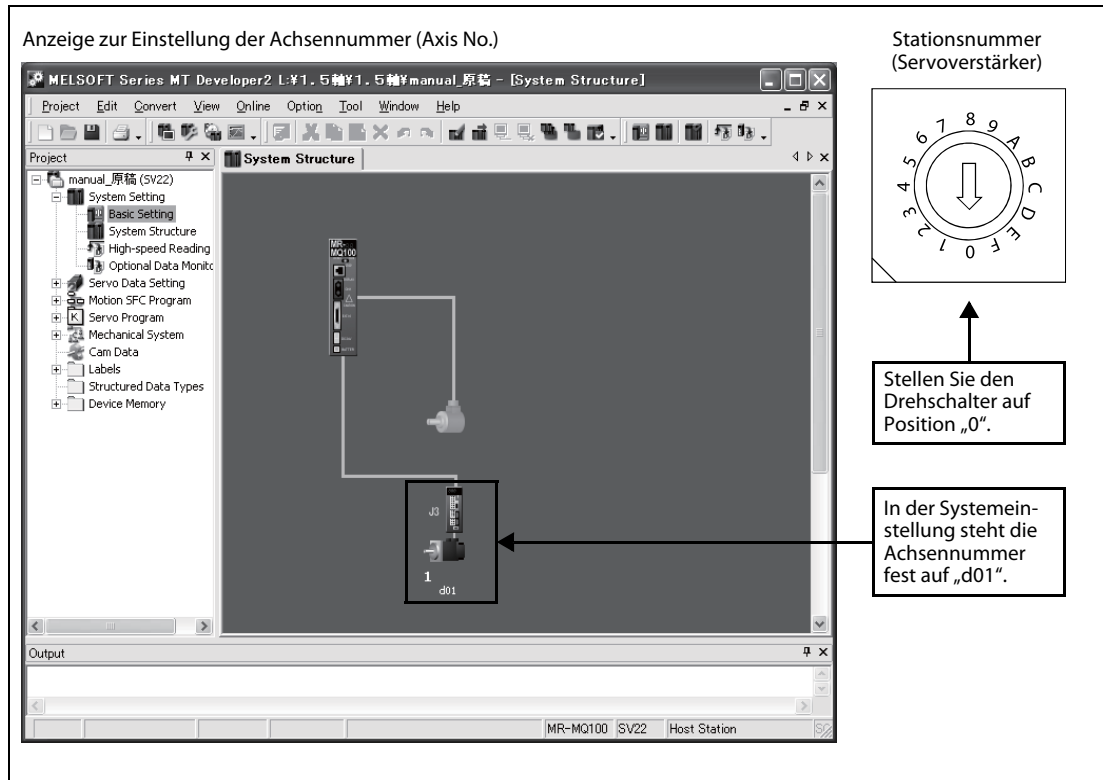 Anzeige zur Einstellung der Achsennummer (Axis No.)
Stationsnummer
(Servoverstärker)
MELSOFT Series MT Developer2 L:¥1.5軸¥1.5軸¥manual_原稿 - [System Structure]
Project Edit Convert View Online Option Tool Window Help
Project
System Structure
manual_原稿 (SV22)
System Setting
Basic Setting
System Structure
High-speed Reading
Optional Data Monitc
Servo Data Setting
Motion SFC Program
Servo Program
Mechanical System
Cam Data
Labels
Structured Data Types
Device Memory
MR-
MQ100
J3
1
d01
0 1 2 3 4 5 6 7 8 9 A B C D E F
Stellen Sie den
Drehschalter auf
Position „0“.
In der Systemein-
stellung steht die
Achsennummer
fest auf „d01“.
Output
MR-MQ100 SV22 Host Station